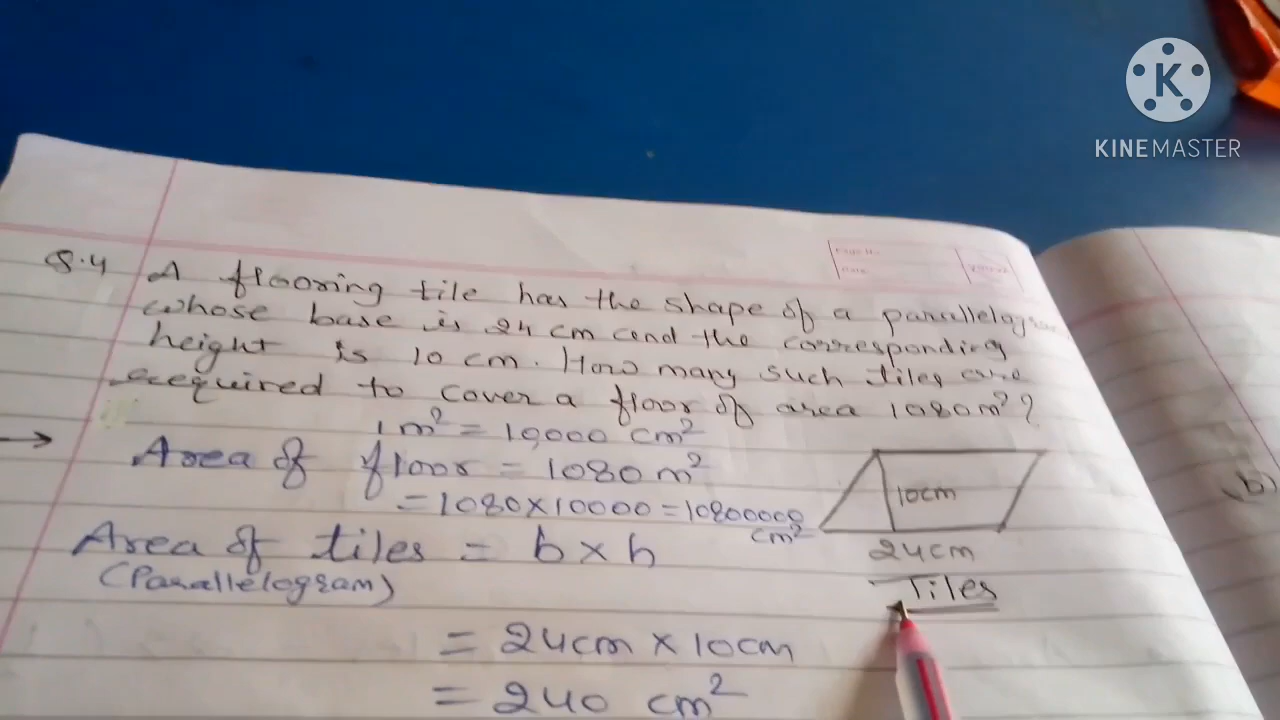 K
KINEMASTER
Page No.
Date
Q.4 A flooring tile has the shape of a parallelogram
whose base is 24 cm and the corresponding
height is 10 cm. How many such tiles are
required to cover a floor of area 1080 m²?
1 m² = 10,000 cm²
→ Area of floor = 1080 m²
= 1080×10000 = 10800000 cm²
Area of tiles = b × h
(Parallelogram)
= 24cm × 10cm
= 240 cm²
10cm
24cm
Tiles
(b)